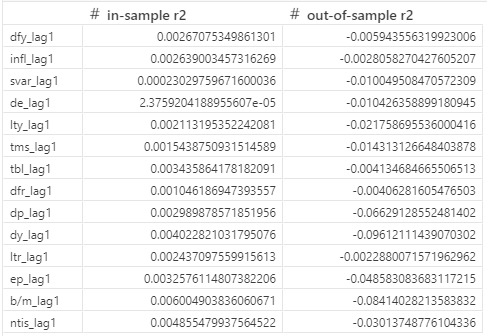 # in-sample r2 # out-of-sample r2
dfy_lag1 0.00267075349861301 -0.005943556319923006
infl_lag1 0.002639003457316269 -0.0028058270427605207
svar_lag1 0.00023029759671600036 -0.010049508470572309
de_lag1 2.3759204188955607e-05 -0.010426358899180945
lty_lag1 0.002113195352242081 -0.021758695536000416
tms_lag1 0.0015438750931514589 -0.014313126648403878
tbl_lag1 0.003435864178182091 -0.004134684665506513
dfr_lag1 0.001046186947393557 -0.00406281605476503
dp_lag1 0.002989878571851956 -0.06629128552481402
dy_lag1 0.004022821031795076 -0.09612111439070302
ltr_lag1 0.002437097559915613 -0.0022880071571962962
ep_lag1 0.0032576114807382206 -0.048583083683117215
b/m_lag1 0.006004903836060671 -0.08414028213583832
ntis_lag1 0.004855479937564522 -0.03013748776104336